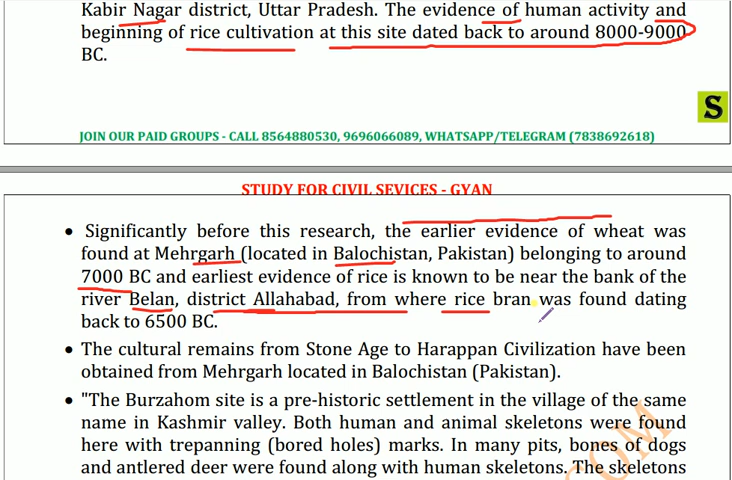 Kabir Nagar district, Uttar Pradesh. The evidence of human activity and
beginning of rice cultivation at this site dated back to around 8000-9000
BC.
S
JOIN OUR PAID GROUPS - CALL 8564880530, 9696066089, WHATSAPP/TELEGRAM (7838692618)
STUDY FOR CIVIL SEVICES - GYAN
• Significantly before this research, the earlier evidence of wheat was
found at Mehrgarh (located in Balochistan, Pakistan) belonging to around
7000 BC and earliest evidence of rice is known to be near the bank of the
river Belan, district Allahabad, from where rice bran was found dating
back to 6500 BC.
• The cultural remains from Stone Age to Harappan Civilization have been
obtained from Mehrgarh located in Balochistan (Pakistan).
• "The Burzahom site is a pre-historic settlement in the village of the same
name in Kashmir valley. Both human and animal skeletons were found
here with trepanning (bored holes) marks. In many pits, bones of dogs
and antlered deer were found along with human skeletons. The skeletons
COM